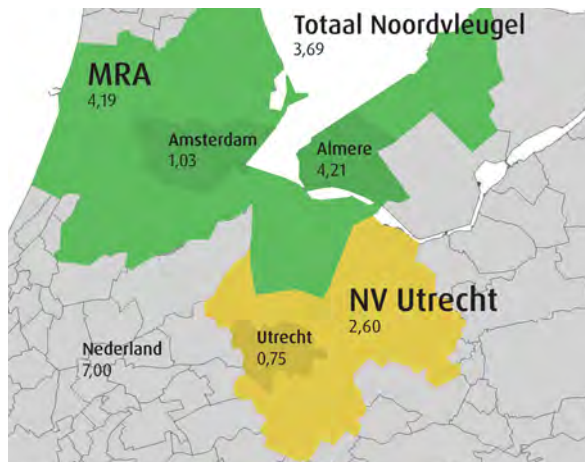 Totaal Noordvleugel
3,69
MRA
4,19
Amsterdam
1,03
Almere
4,21
NV Utrecht
2,60
Utrecht
0,75
Nederland
7,00